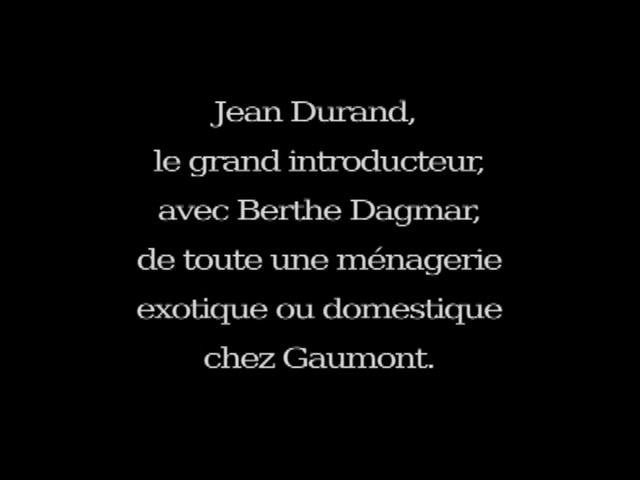 Jean Durand,
le grand introducteur,
avec Berthe Dagmar,
de toute une ménagerie
exotique ou domestique
chez Gaumont.